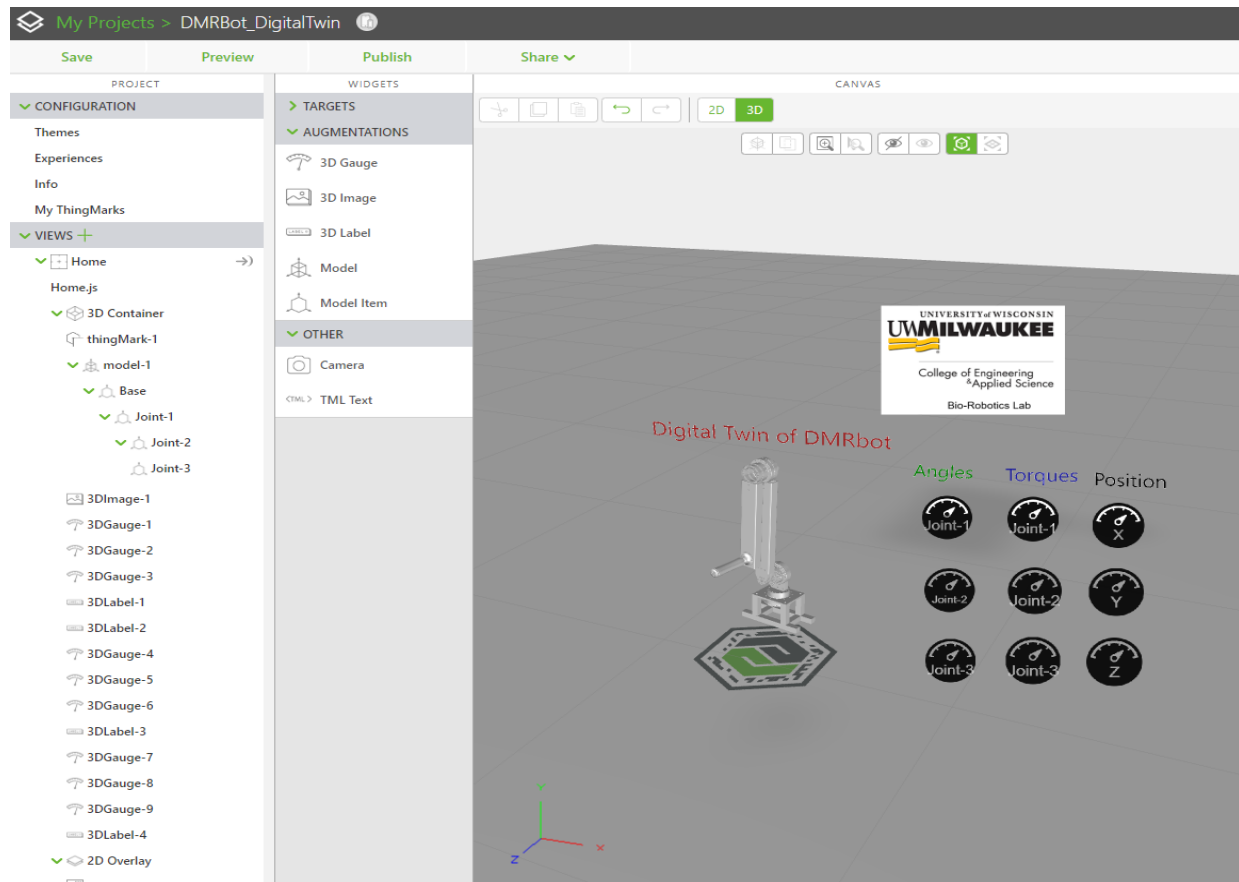 My Projects > DMRBot_DigitalTwin
Save Preview Publish Share
PROJECT
CONFIGURATION
Themes
Experiences
Info
My ThingMarks
VIEWS
Home
Home.js
3D Container
thingMark-1
model-1
Base
Joint-1
Joint-2
Joint-3
3DImage-1
3DGauge-1
3DGauge-2
3DGauge-3
3DLabel-1
3DLabel-2
3DGauge-4
3DGauge-5
3DGauge-6
3DLabel-3
3DGauge-7
3DGauge-8
3DGauge-9
3DLabel-4
2D Overlay
WIDGETS
TARGETS
AUGMENTATIONS
3D Gauge
3D Image
3D Label
Model
Model Item
OTHER
Camera
TML Text
CANVAS
2D 3D
UNIVERSITY of WISCONSIN
UWMILWAUKEE
College of Engineering
&Applied Science
Bio-Robotics Lab
Digital Twin of DMRbot
Angles Torques Position
Joint-1 Joint-1 X
Joint-2 Joint-2 Y
Joint-3 Joint-3 Z
Y
X
Z